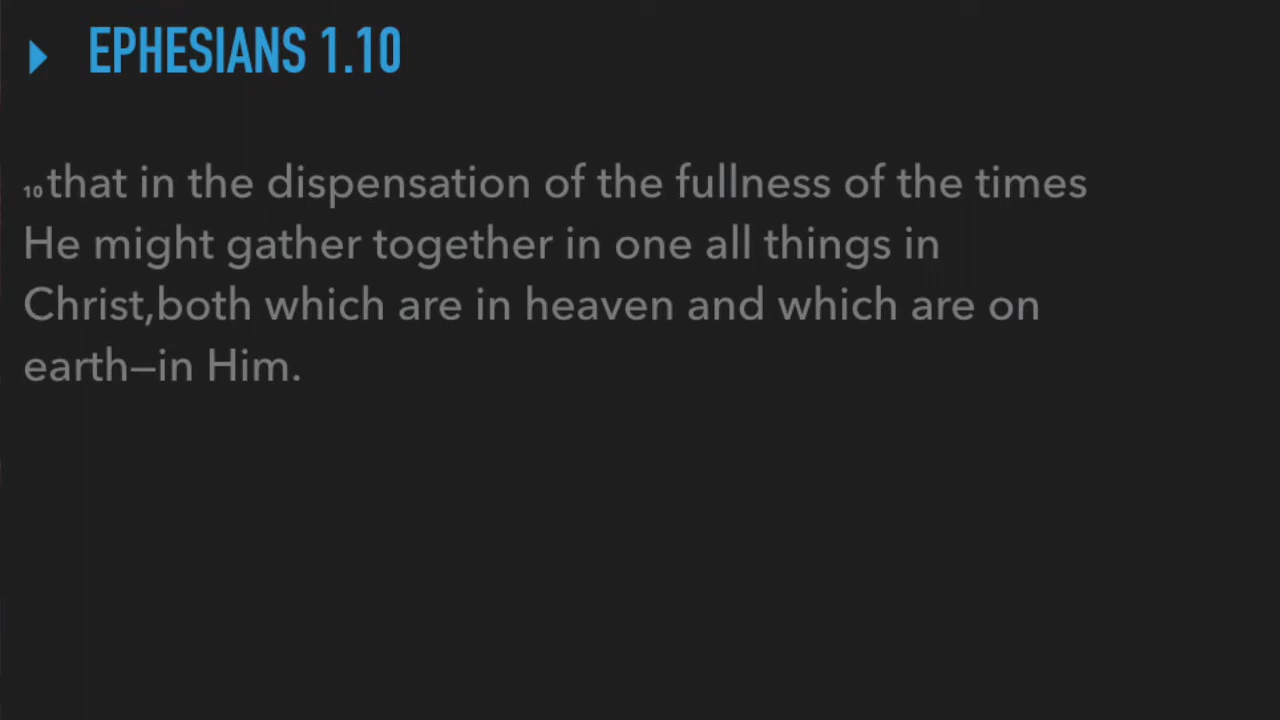 EPHESIANS 1.10
10that in the dispensation of the fullness of the times
He might gather together in one all things in
Christ,both which are in heaven and which are on
earth—in Him.